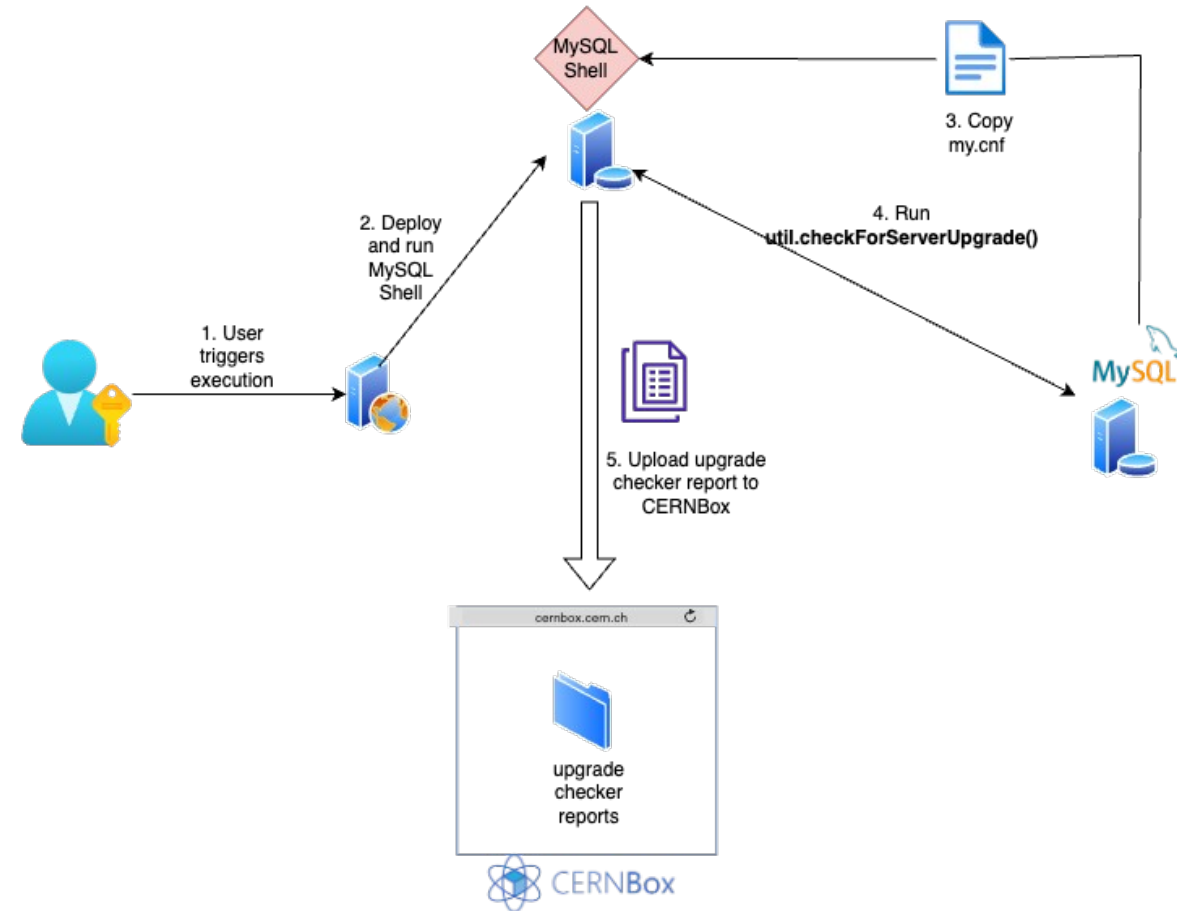 MySQL
Shell
3. Copy
my.cnf
2. Deploy
and run
MySQL
Shell
4. Run
util.checkForServerUpgrade()
1. User
triggers
execution
MySQL
5. Upload upgrade
checker report to
CERNBox
cernbox.cern.ch
upgrade
checker
reports
CERNBox